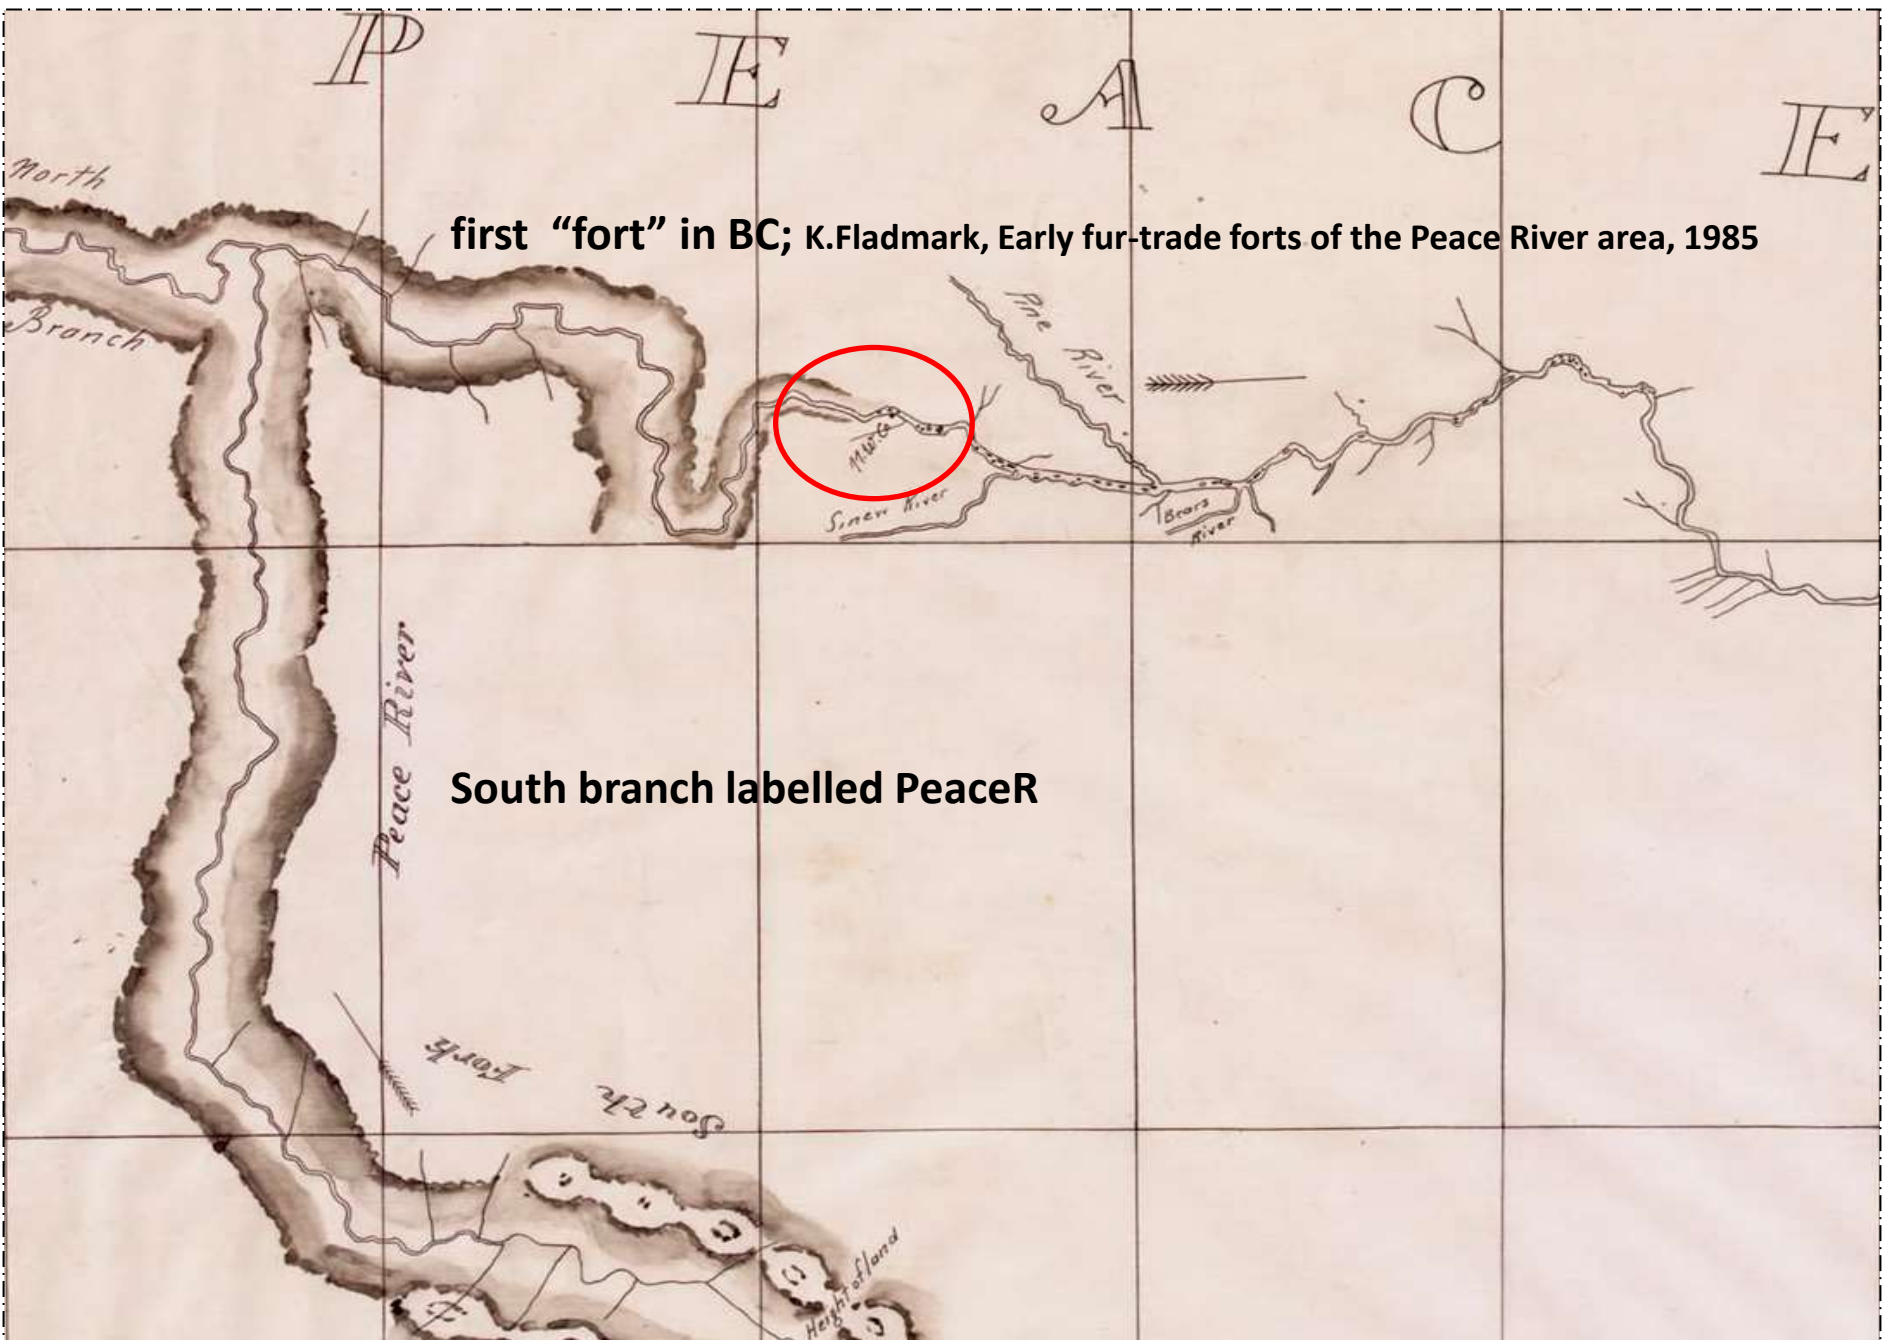 P E A C E
North
Branch
first “fort” in BC; K.Fladmark, Early fur-trade forts of the Peace River area, 1985
Pine River
N.W.Co
Sinew River
Bears
River
Peace River
South branch labelled PeaceR
South
Fork
Height of land